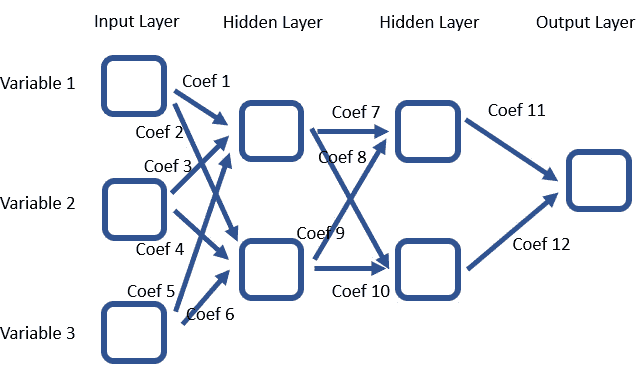 Input Layer
Hidden Layer
Hidden Layer
Output Layer
Variable 1
Coef 1
Coef 2
Coef 3
Variable 2
Coef 4
Coef 5
Coef 6
Variable 3
Coef 7
Coef 8
Coef 9
Coef 10
Coef 11
Coef 12